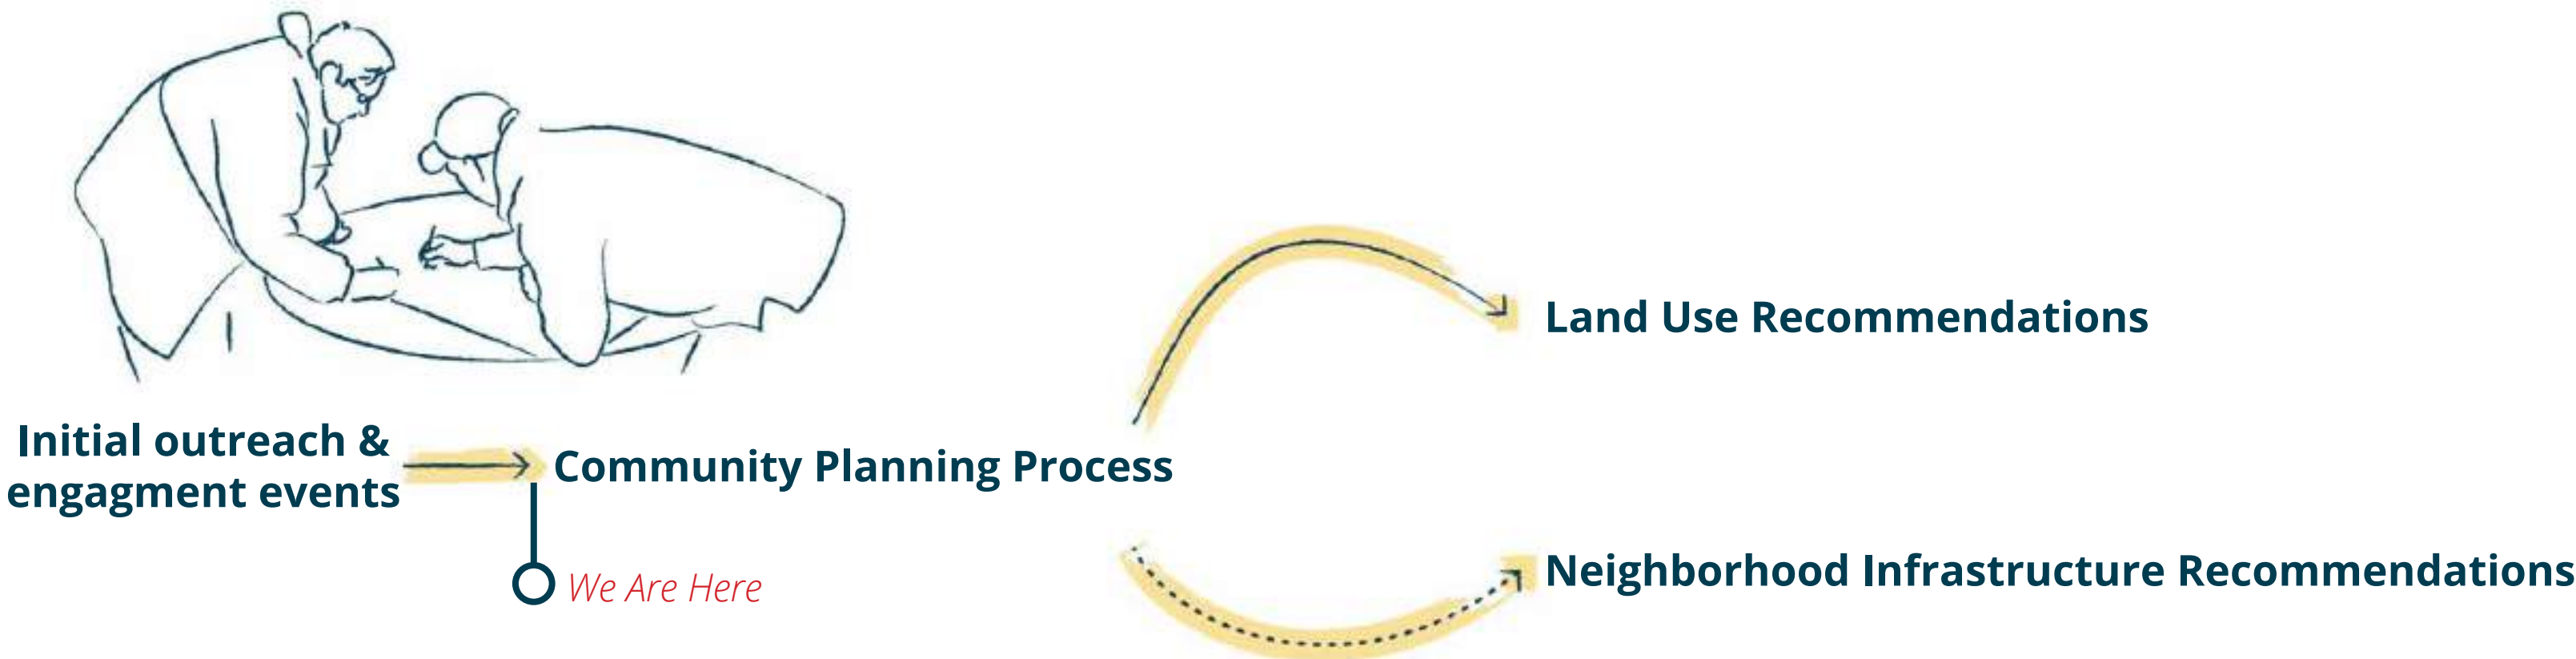 Initial outreach &
engagment events
Community Planning Process
We Are Here
Land Use Recommendations
Neighborhood Infrastructure Recommendations